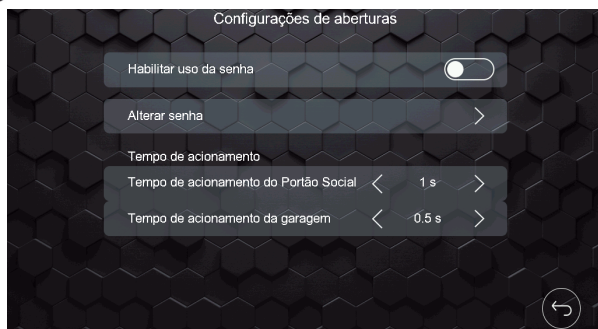 Configurações de aberturas
Habilitar uso da senha
Alterar senha
Tempo de acionamento
Tempo de acionamento do Portão Social 1 s
Tempo de acionamento da garagem 0.5 s